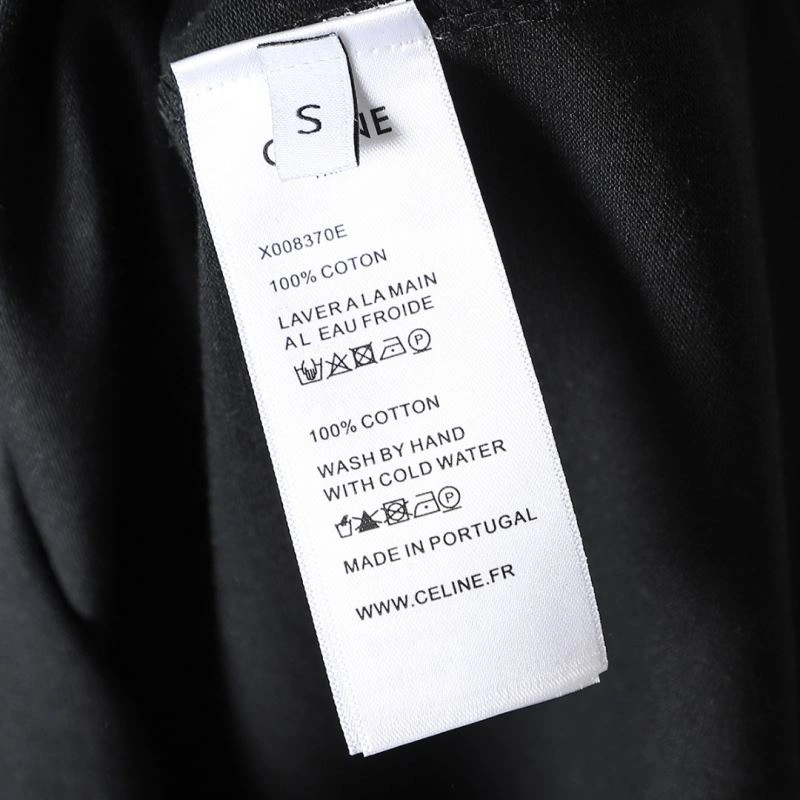 S
X008370E
100% COTON
LAVER A LA MAIN
A L EAU FROIDE
P
100% COTTON
WASH BY HAND
WITH COLD WATER
P
MADE IN PORTUGAL
WWW.CELINE.FR